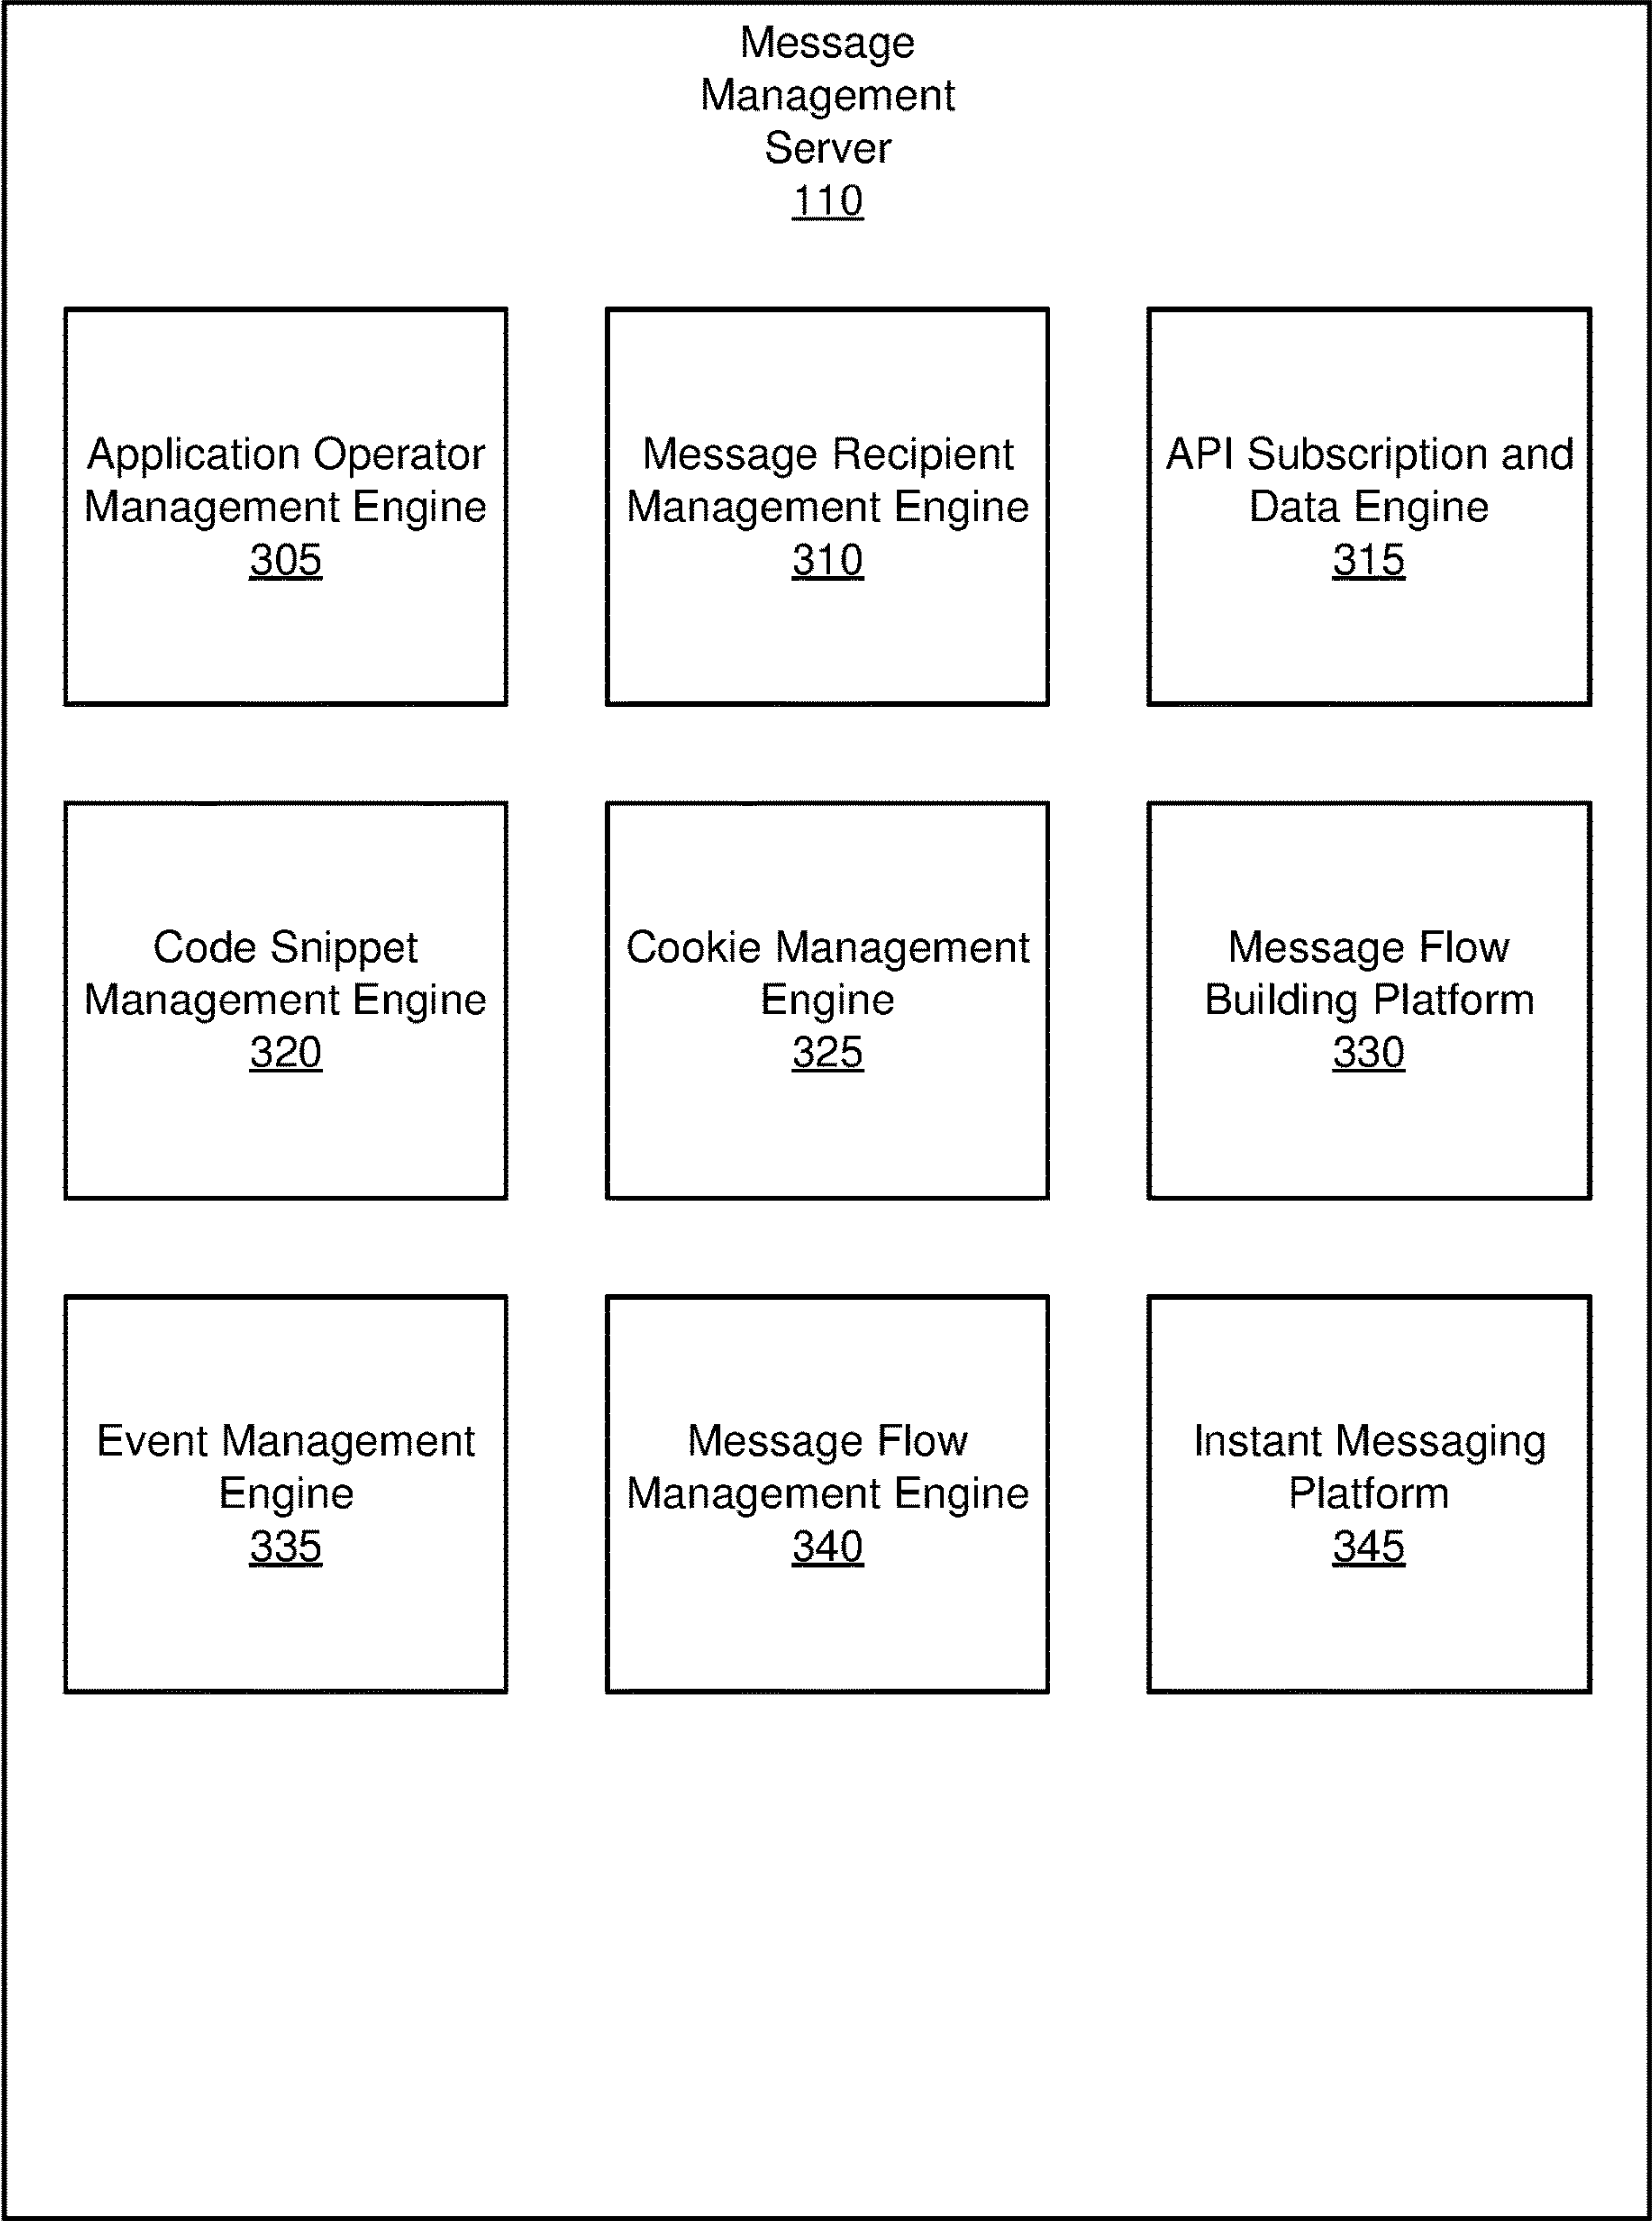 Message
Management
Server
110
Application Operator
Management Engine
305
Message Recipient
Management Engine
310
API Subscription and
Data Engine
315
Code Snippet
Management Engine
320
Cookie Management
Engine
325
Message Flow
Building Platform
330
Event Management
Engine
335
Message Flow
Management Engine
340
Instant Messaging
Platform
345